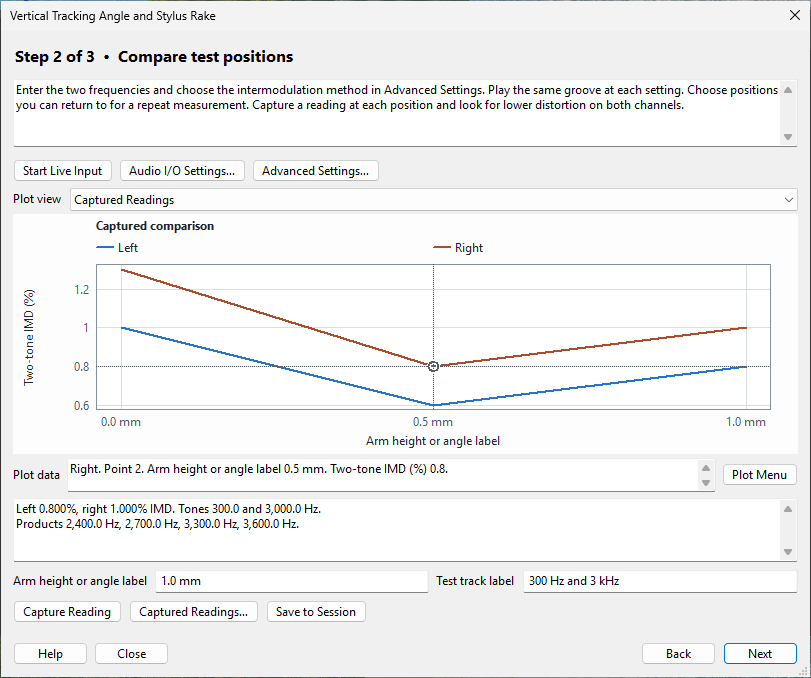 Vertical Tracking Angle and Stylus Rake
Step 2 of 3 • Compare test positions
Enter the two frequencies and choose the intermodulation method in Advanced Settings. Play the same groove at each setting. Choose positions
you can return to for a repeat measurement. Capture a reading at each position and look for lower distortion on both channels.
Start Live Input
Audio I/O Settings...
Advanced Settings...
Plot view
Captured Readings
Captured comparison
Left
Right
Two-tone IMD (%)
1.2
1
0.8
0.6
0.0 mm
0.5 mm
1.0 mm
Arm height or angle label
Plot data
Right. Point 2. Arm height or angle label 0.5 mm. Two-tone IMD (%) 0.8.
Plot Menu
Left 0.800%, right 1.000% IMD. Tones 300.0 and 3,000.0 Hz.
Products 2,400.0 Hz, 2,700.0 Hz, 3,300.0 Hz, 3,600.0 Hz.
Arm height or angle label
1.0 mm
Test track label
300 Hz and 3 kHz
Capture Reading
Captured Readings...
Save to Session
Help
Close
Back
Next